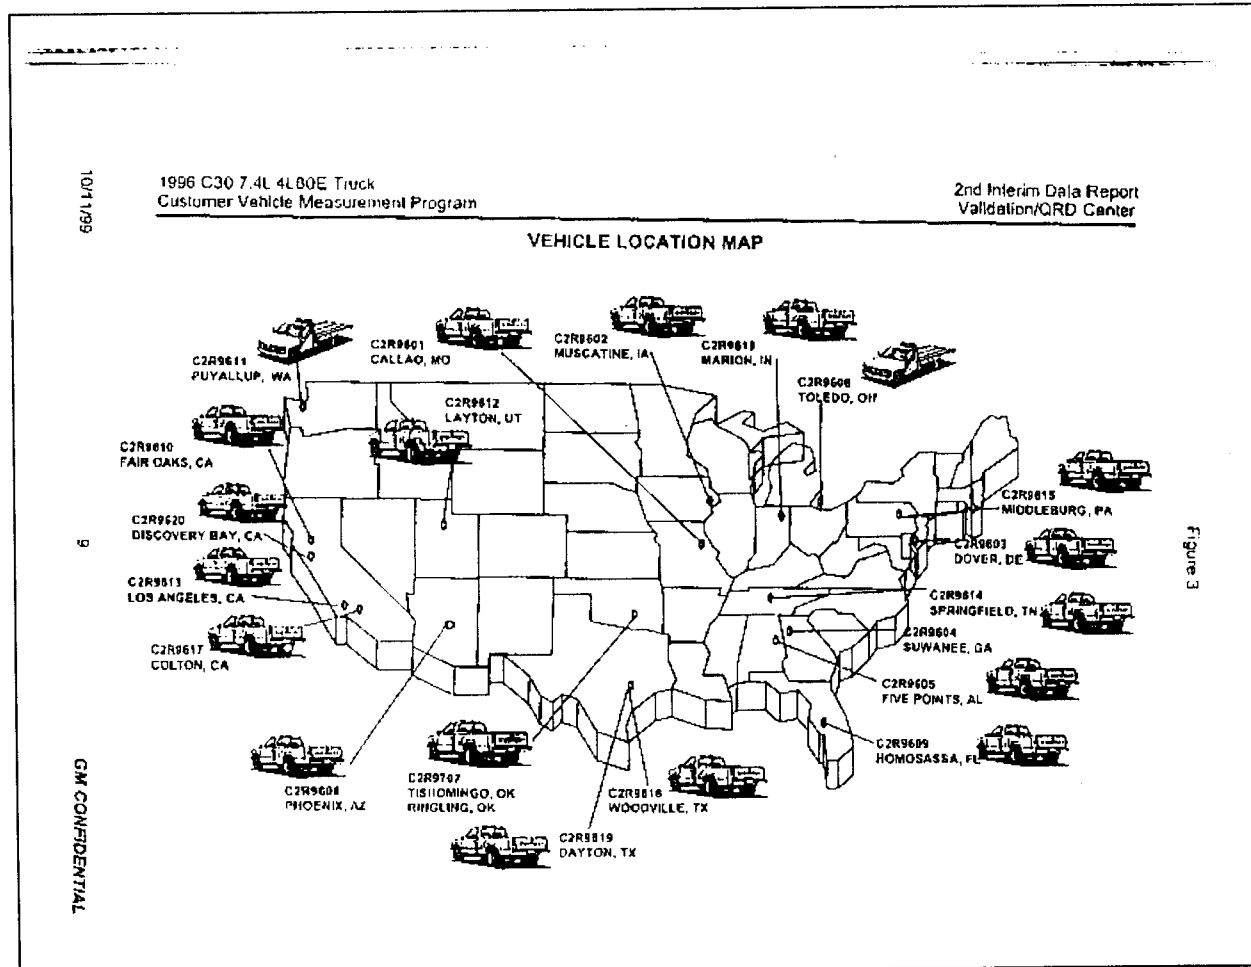 1996 C30 7.4L 4L80E Truck
Customer Vehicle Measurement Program
2nd Interim Data Report
Validation/QRD Center
VEHICLE LOCATION MAP
C2R9611
PUYALLUP, WA
C2R9601
CALLAO, MO
C2R9602
MUSCATINE, IA
MARION, IN
TOLEDO, OH
C2R9612
LAYTON, UT
C2R9610
FAIR OAKS, CA
C2R9620
DISCOVERY BAY, CA
C2R9613
LOS ANGELES, CA
C2R9617
COLTON, CA
C2R9615
MIDDLEBURG, PA
C2R9603
DOVER, DE
C2R9614
SPRINGFIELD, TN
C2R9604
SUWANEE, GA
C2R9605
FIVE POINTS, AL
C2R9609
HOMOSASSA, FL
PHOENIX, AZ
C2R9707
TISHOMINGO, OK
RINGLING, OK
C2R9616
WOODVILLE, TX
C2R9619
DAYTON, TX
10/11/99
9
GM CONFIDENTIAL
Figure 3